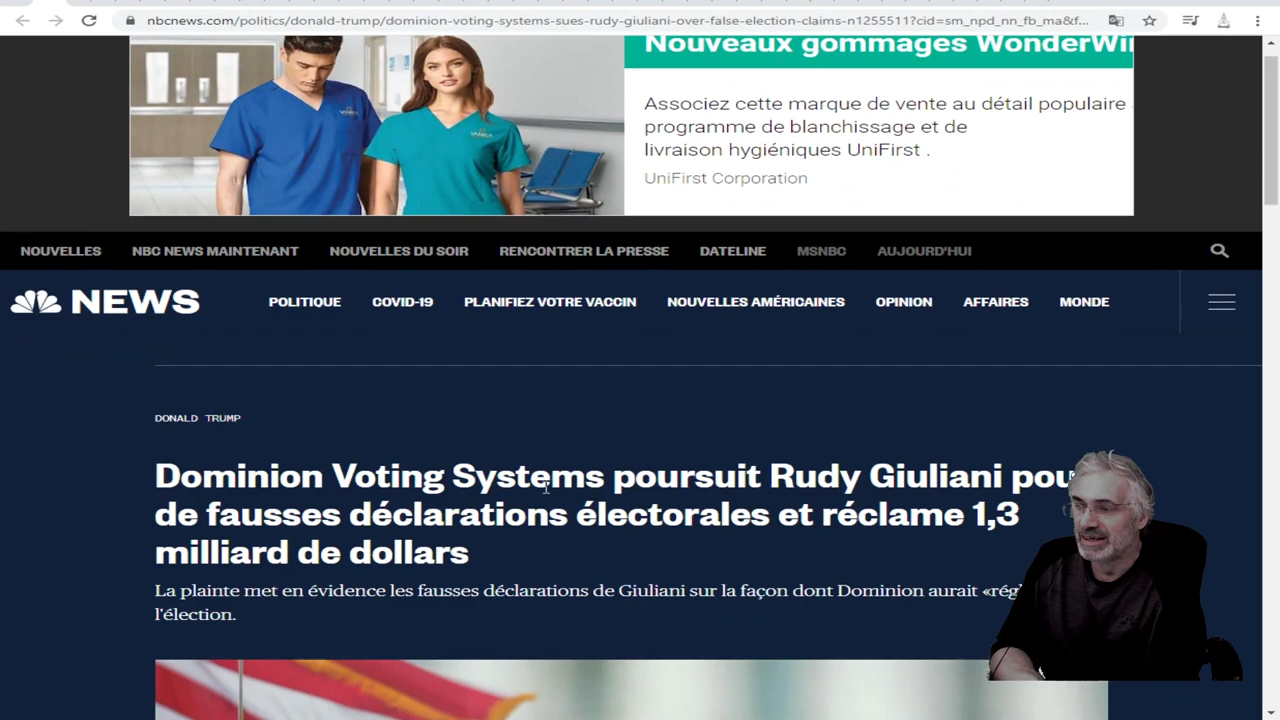 nbcnews.com/politics/donald-trump/dominion-voting-systems-sues-rudy-giuliani-over-false-election-claims-n1255511?cid=sm_npd_nn_fb_ma&f...
Nouveaux gommages
Associez cette marque de vente au détail populaire
programme de blanchissage et de
livraison hygiéniques UniFirst .
UniFirst Corporation
NOUVELLES NBC NEWS MAINTENANT NOUVELLES DU SOIR RENCONTRER LA PRESSE DATELINE MSNBC AUJOURD'HUI
NEWS POLITIQUE COVID-19 PLANIFIEZ VOTRE VACCIN NOUVELLES AMÉRICAINES OPINION AFFAIRES MONDE
DONALD TRUMP
Dominion Voting Systems poursuit Rudy Giuliani
de fausses déclarations électorales et réclame 1,3
milliard de dollars
La plainte met en évidence les fausses déclarations de Giuliani sur la façon dont Dominion aurait
l'élection.